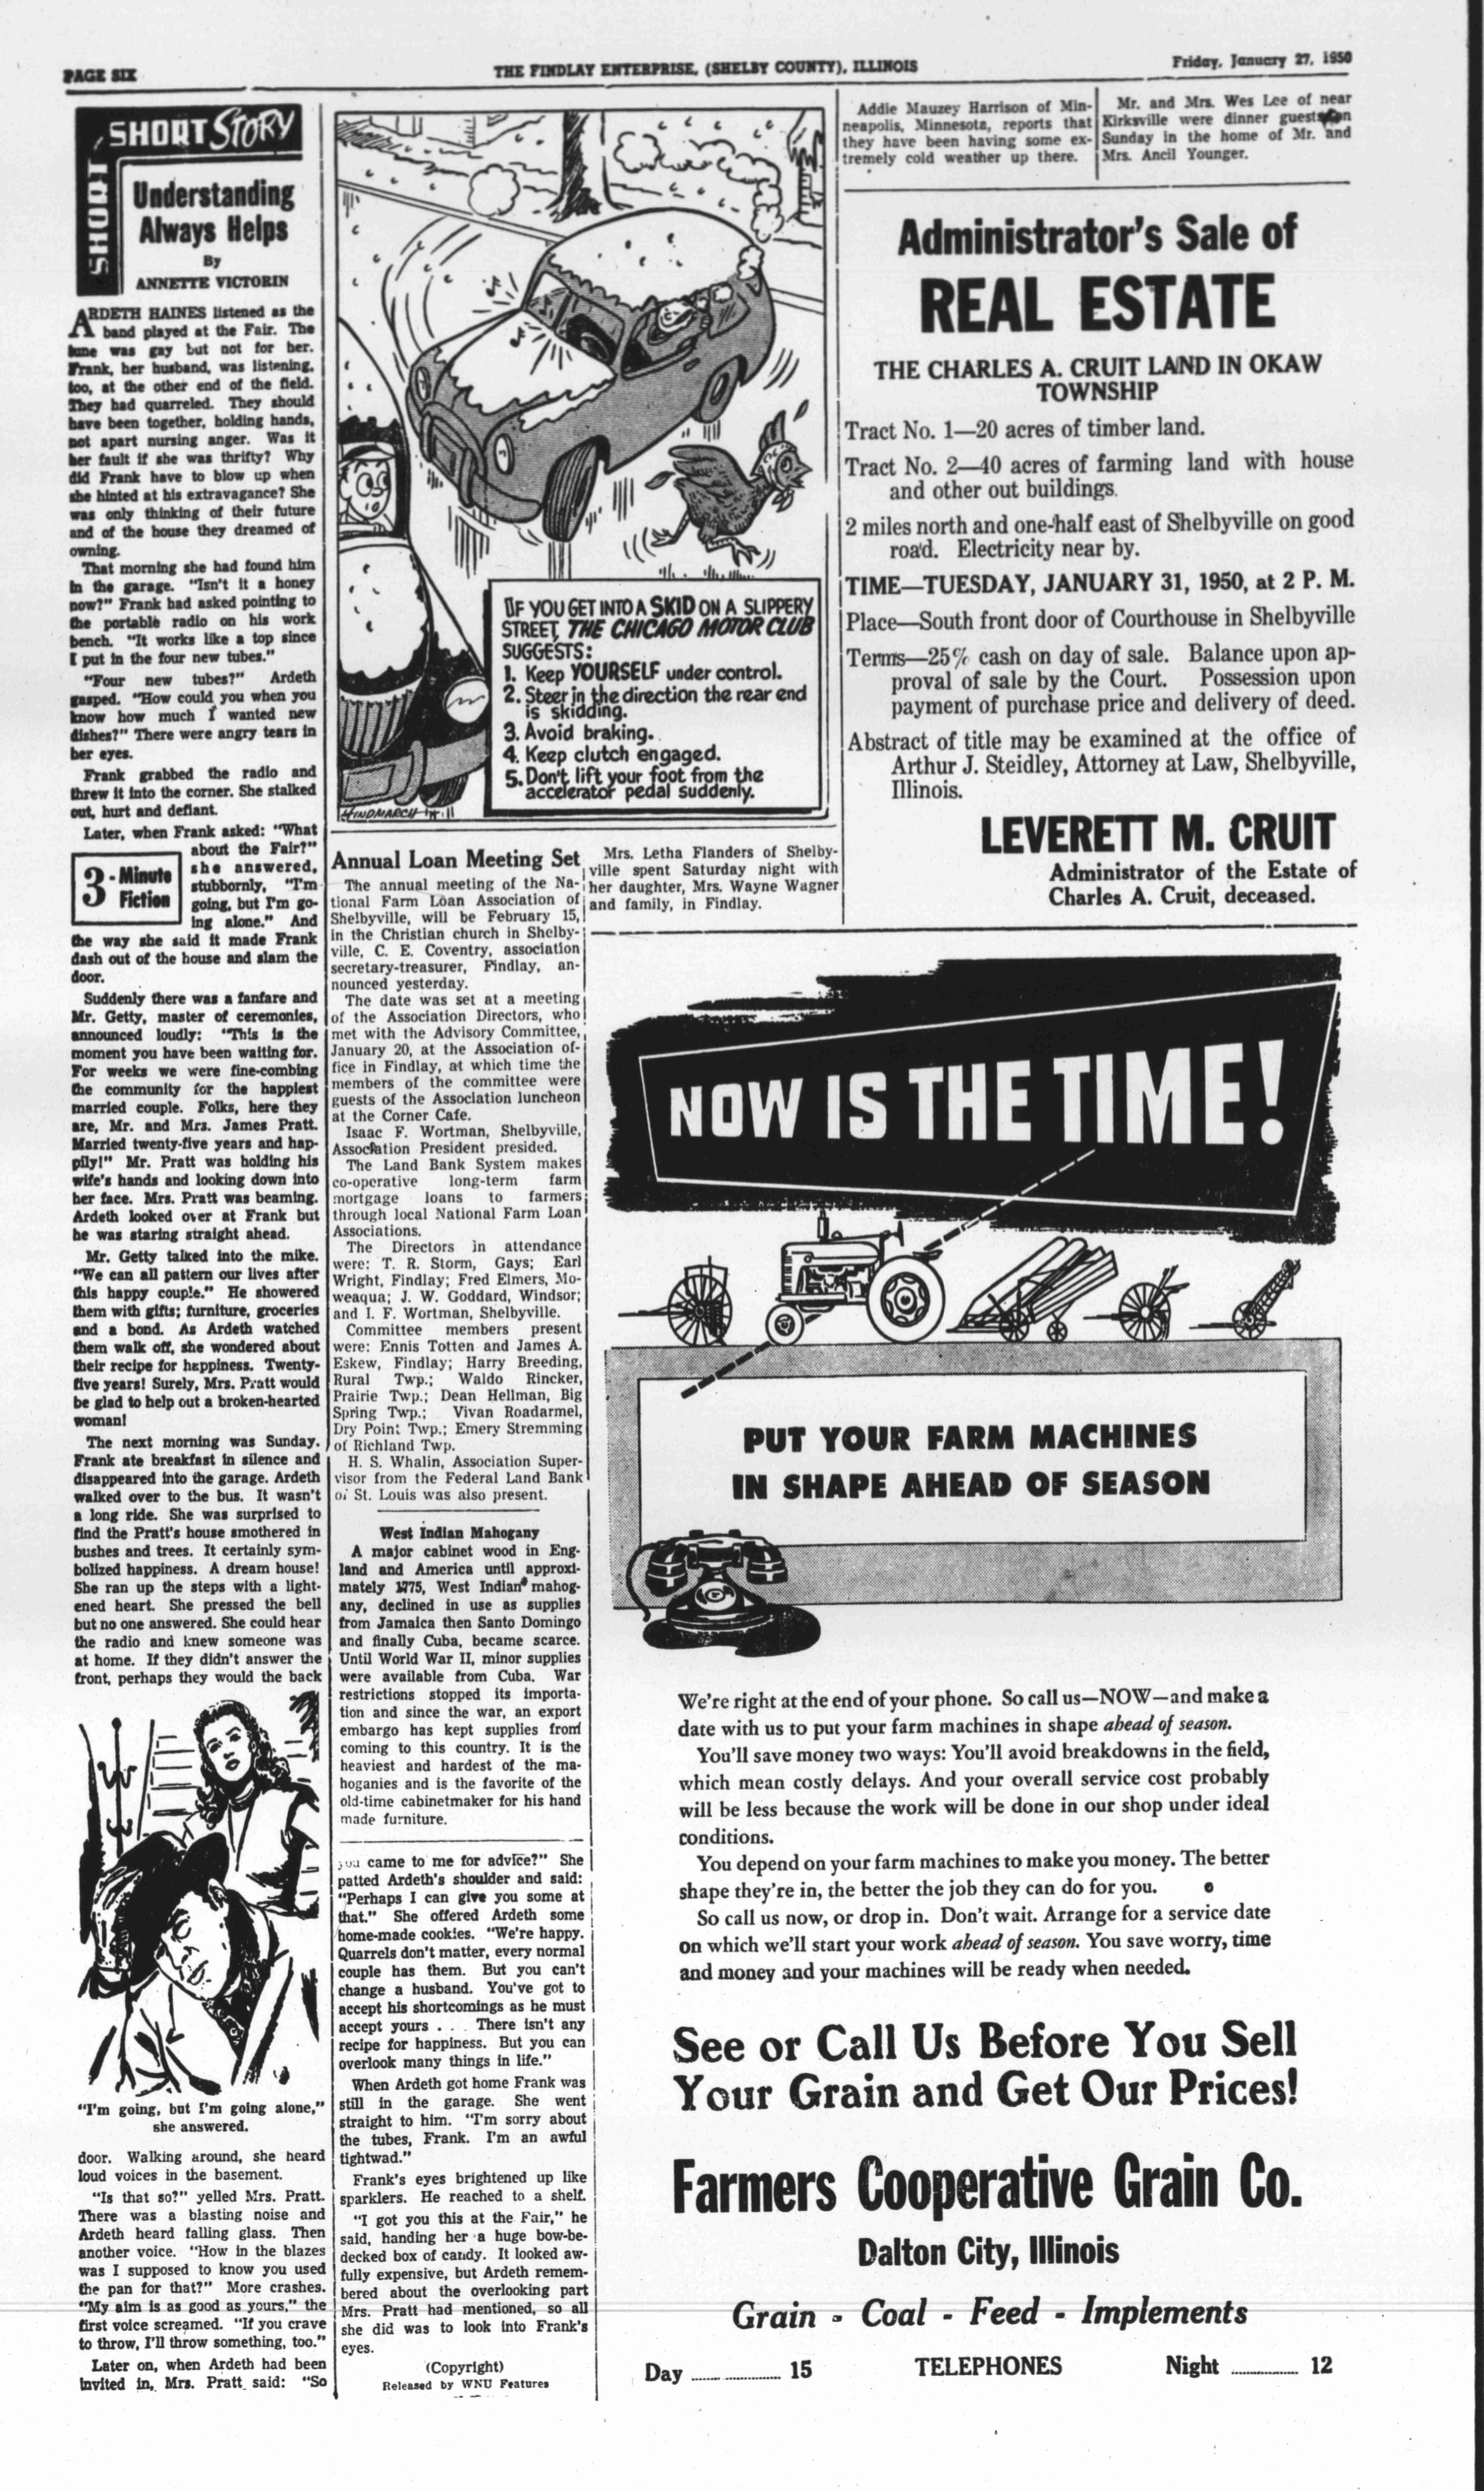 PAGE SIX
THE FINDLAY ENTERPRISE, (SHELBY COUNTY), ILLINOIS
Friday, January 27, 1950
SHORT STORY
SHORT
Understanding
Always Helps
By
ANNETTE VICTORIN
ARDETH HAINES listened as the
band played at the Fair. The
tune was gay but not for her.
Frank, her husband, was listening,
too, at the other end of the field.
They had quarreled. They should
have been together, holding hands,
not apart nursing anger. Was it
her fault if she was thrifty? Why
did Frank have to blow up when
she hinted at his extravagance? She
was only thinking of their future
and of the house they dreamed of
owning.
That morning she had found him
in the garage. "Isn't it a honey
now?" Frank had asked pointing to
the portable radio on his work
bench. "It works like a top since
I put in the four new tubes."
"Four new tubes?" Ardeth
gasped. "How could you when you
know how much I wanted new
dishes?" There were angry tears in
her eyes.
Frank grabbed the radio and
threw it into the corner. She stalked
out, hurt and defiant.
Later, when Frank asked: "What
about the Fair?"
she answered,
stubbornly, "I'm
going, but I'm go-
ing alone." And
3-Minute
Fiction
the way she said it made Frank
dash out of the house and slam the
door.
Suddenly there was a fanfare and
Mr. Getty, master of ceremonies,
announced loudly: "This is the
moment you have been waiting for.
For weeks we were fine-combing
the community for the happiest
married couple. Folks, here they
are, Mr. and Mrs. James Pratt.
Married twenty-five years and hap-
pily!" Mr. Pratt was holding his
wife's hands and looking down into
her face. Mrs. Pratt was beaming.
Ardeth looked over at Frank but
he was staring straight ahead.
Mr. Getty talked into the mike.
"We can all pattern our lives after
this happy couple." He showered
them with gifts; furniture, groceries
and a bond. As Ardeth watched
them walk off, she wondered about
their recipe for happiness. Twenty-
five years! Surely, Mrs. Pratt would
be glad to help out a broken-hearted
woman!
The next morning was Sunday.
Frank ate breakfast in silence and
disappeared into the garage. Ardeth
walked over to the bus. It wasn't
a long ride. She was surprised to
find the Pratt's house smothered in
bushes and trees. It certainly sym-
bolized happiness. A dream house!
She ran up the steps with a light-
ened heart. She pressed the bell
but no one answered. She could hear
the radio and knew someone was
at home. If they didn't answer the
front, perhaps they would the back
"I'm going, but I'm going alone,"
she answered.
door. Walking around, she heard
loud voices in the basement.
"Is that so?" yelled Mrs. Pratt.
There was a blasting noise and
Ardeth heard falling glass. Then
another voice. "How in the blazes
was I supposed to know you used
the pan for that?" More crashes.
"My aim is as good as yours," the
first voice screamed. "If you crave
to throw, I'll throw something, too."
Later on, when Ardeth had been
invited in, Mrs. Pratt said: "So
IF YOU GET INTO A SKID ON A SLIPPERY
STREET, THE CHICAGO MOTOR CLUB
SUGGESTS:
1. Keep YOURSELF under control.
2. Steer in the direction the rear end
is skidding.
3. Avoid braking.
4. Keep clutch engaged.
5. Don't lift your foot from the
accelerator pedal suddenly.
HINDMARCH
Annual Loan Meeting Set
The annual meeting of the Na-
tional Farm Loan Association of
Shelbyville, will be February 15,
in the Christian church in Shelby-
ville, C. E. Coventry, association
secretary-treasurer, Findlay, an-
nounced yesterday.
The date was set at a meeting
of the Association Directors, who
met with the Advisory Committee,
January 20, at the Association of-
fice in Findlay, at which time the
members of the committee were
guests of the Association luncheon
at the Corner Cafe.
Isaac F. Wortman, Shelbyville,
Association President presided.
The Land Bank System makes
co-operative long-term farm
mortgage loans to farmers
through local National Farm Loan
Associations.
The Directors in attendance
were: T. R. Storm, Gays; Earl
Wright, Findlay; Fred Elmers, Mo-
weaqua; J. W. Goddard, Windsor;
and I. F. Wortman, Shelbyville.
Committee members present
were: Ennis Totten and James A.
Eskew, Findlay; Harry Breeding,
Rural Twp.; Waldo Rincker,
Prairie Twp.; Dean Hellman, Big
Spring Twp.; Vivan Roadarmel,
Dry Point Twp.; Emery Stremming
of Richland Twp.
H. S. Whalin, Association Super-
visor from the Federal Land Bank
of St. Louis was also present.
West Indian Mahogany
A major cabinet wood in Eng-
land and America until approxi-
mately 1775, West Indian mahog-
any, declined in use as supplies
from Jamaica then Santo Domingo
and finally Cuba, became scarce.
Until World War II, minor supplies
were available from Cuba. War
restrictions stopped its importa-
tion and since the war, an export
embargo has kept supplies from
coming to this country. It is the
heaviest and hardest of the ma-
hoganies and is the favorite of the
old-time cabinetmaker for his hand
made furniture.
you came to me for advice?" She
patted Ardeth's shoulder and said:
"Perhaps I can give you some at
that." She offered Ardeth some
home-made cookies. "We're happy.
Quarrels don't matter, every normal
couple has them. But you can't
change a husband. You've got to
accept his shortcomings as he must
accept yours . . . There isn't any
recipe for happiness. But you can
overlook many things in life."
When Ardeth got home Frank was
still in the garage. She went
straight to him. "I'm sorry about
the tubes, Frank. I'm an awful
tightwad."
Frank's eyes brightened up like
sparklers. He reached to a shelf.
"I got you this at the Fair," he
said, handing her a huge bow-be-
decked box of candy. It looked aw-
fully expensive, but Ardeth remem-
bered about the overlooking part
Mrs. Pratt had mentioned, so all
she did was to look into Frank's
eyes.
(Copyright)
Released by WNU Features
Mrs. Letha Flanders of Shelby-
ville spent Saturday night with
her daughter, Mrs. Wayne Wagner
and family, in Findlay.
Addie Mauzey Harrison of Min-
neapolis, Minnesota, reports that
they have been having some ex-
tremely cold weather up there.
Mr. and Mrs. Wes Lee of near
Kirksville were dinner guests on
Sunday in the home of Mr. and
Mrs. Ancil Younger.
Administrator's Sale of
REAL ESTATE
THE CHARLES A. CRUIT LAND IN OKAW
TOWNSHIP
Tract No. 1—20 acres of timber land.
Tract No. 2—40 acres of farming land with house
and other out buildings.
2 miles north and one-half east of Shelbyville on good
road. Electricity near by.
TIME—TUESDAY, JANUARY 31, 1950, at 2 P. M.
Place—South front door of Courthouse in Shelbyville
Terms—25% cash on day of sale. Balance upon ap-
proval of sale by the Court. Possession upon
payment of purchase price and delivery of deed.
Abstract of title may be examined at the office of
Arthur J. Steidley, Attorney at Law, Shelbyville,
Illinois.
LEVERETT M. CRUIT
Administrator of the Estate of
Charles A. Cruit, deceased.
NOW IS THE TIME!
PUT YOUR FARM MACHINES
IN SHAPE AHEAD OF SEASON
We're right at the end of your phone. So call us—NOW—and make a
date with us to put your farm machines in shape ahead of season.
You'll save money two ways: You'll avoid breakdowns in the field,
which mean costly delays. And your overall service cost probably
will be less because the work will be done in our shop under ideal
conditions.
You depend on your farm machines to make you money. The better
shape they're in, the better the job they can do for you.
So call us now, or drop in. Don't wait. Arrange for a service date
on which we'll start your work ahead of season. You save worry, time
and money and your machines will be ready when needed.
See or Call Us Before You Sell
Your Grain and Get Our Prices!
Farmers Cooperative Grain Co.
Dalton City, Illinois
Grain - Coal - Feed - Implements
Day ........ 15 TELEPHONES Night ........ 12